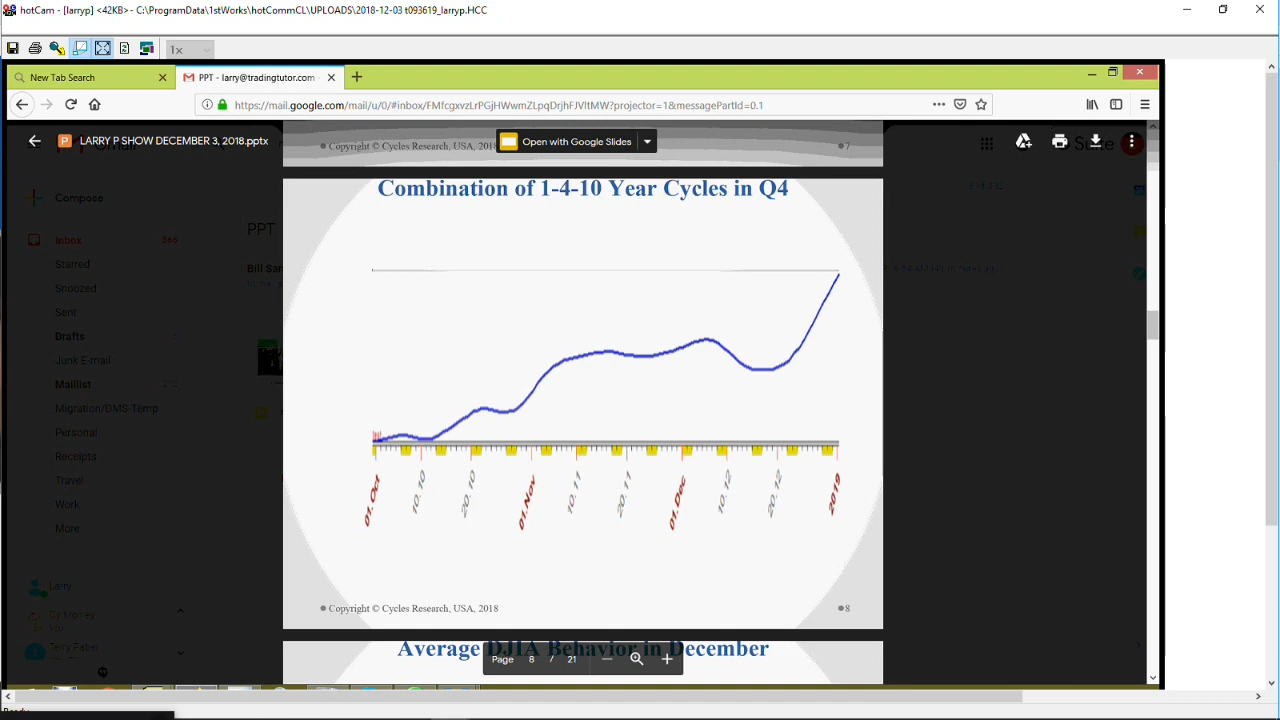 hotCam - [larryp] <42KB> - C:\ProgramData\1stWorks\hotCommCL\UPLOADS\2018-12-03 t093619_larryp.HCC
1x
New Tab Search
PPT - larry@tradingtutor.com
https://mail.google.com/mail/u/0/#inbox/FMfcgxvzLrPGjHWwmZLpqDrjhFJVltMW?projector=1&messagePartId=0.1
LARRY P SHOW DECEMBER 3, 2018.pptx
Open with Google Slides
Copyright © Cycles Research, USA, 2018
7
Compose
Inbox
Starred
Snoozed
Sent
Drafts
Junk E-mail
Maillist
Migration/DMS-Temp
Personal
Receipts
Travel
Work
More
Larry
PPT
Combination of 1-4-10 Year Cycles in Q4
01.Oct
10.10
20.10
01.Nov
10.11
20.11
01.Dec
10.12
20.12
2019
Copyright © Cycles Research, USA, 2018
8
Average DJIA Behavior in December
Page 8 / 21